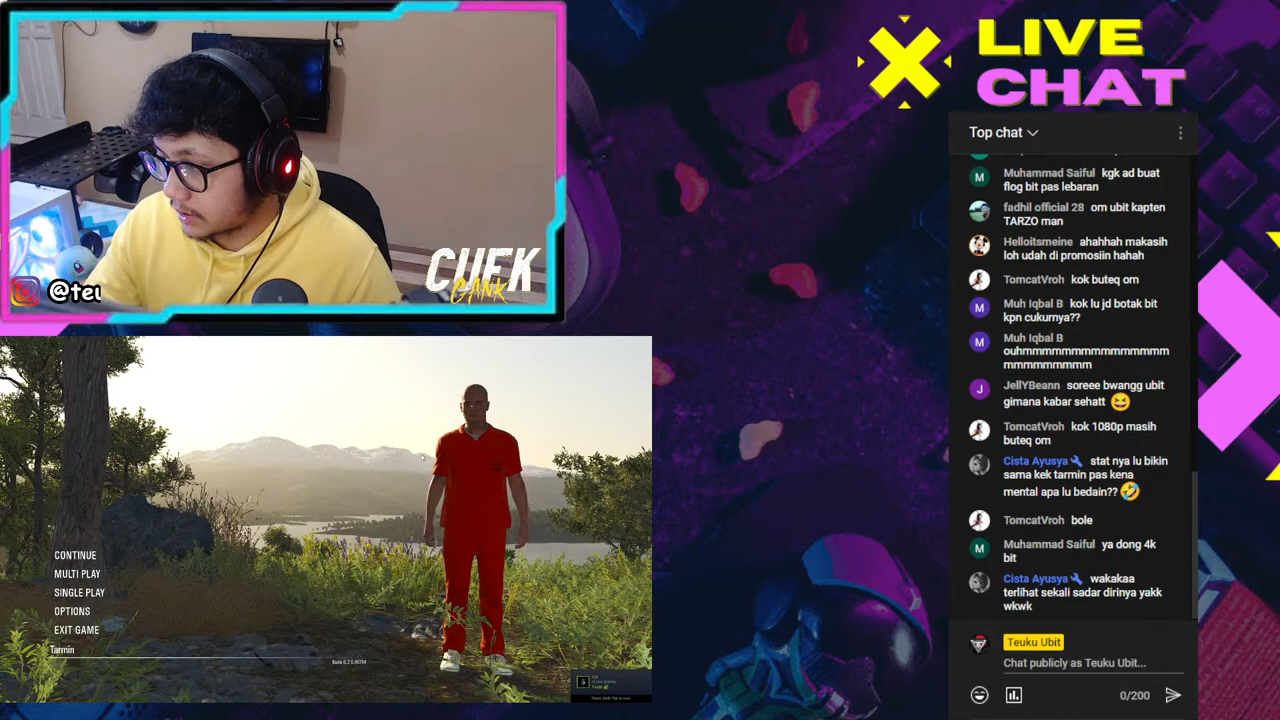 CUEK
GANK
@teu
LIVE
CHAT
Top chat
Muhammad Saiful kgk ad buat
flog bit pas lebaran
fadhil official 28 om ubit kapten
TARZO man
Helloitsmeine ahahhah makasih
loh udah di promosiin hahah
TomcatVroh kok buteq om
Muh Iqbal B kok lu jd botak bit
kpn cukurnya??
Muh Iqbal B
ouhmmmmmmmmmmmmmmm
mmmmmmmmmm
JellYBeann soreee bwangg ubit
gimana kabar sehatt 😆
TomcatVroh kok 1080p masih
buteq om
Cista Ayusya stat nya lu bikin
sama kek tarmin pas kena
mental apa lu bedain?? 🤣
TomcatVroh bole
Muhammad Saiful ya dong 4k
bit
Cista Ayusya wakakaa
terlihat sekali sadar dirinya yakk
wkwk
Teuku Ubit
Chat publicly as Teuku Ubit...
0/200
CONTINUE
MULTI PLAY
SINGLE PLAY
OPTIONS
EXIT GAME
Tarmin